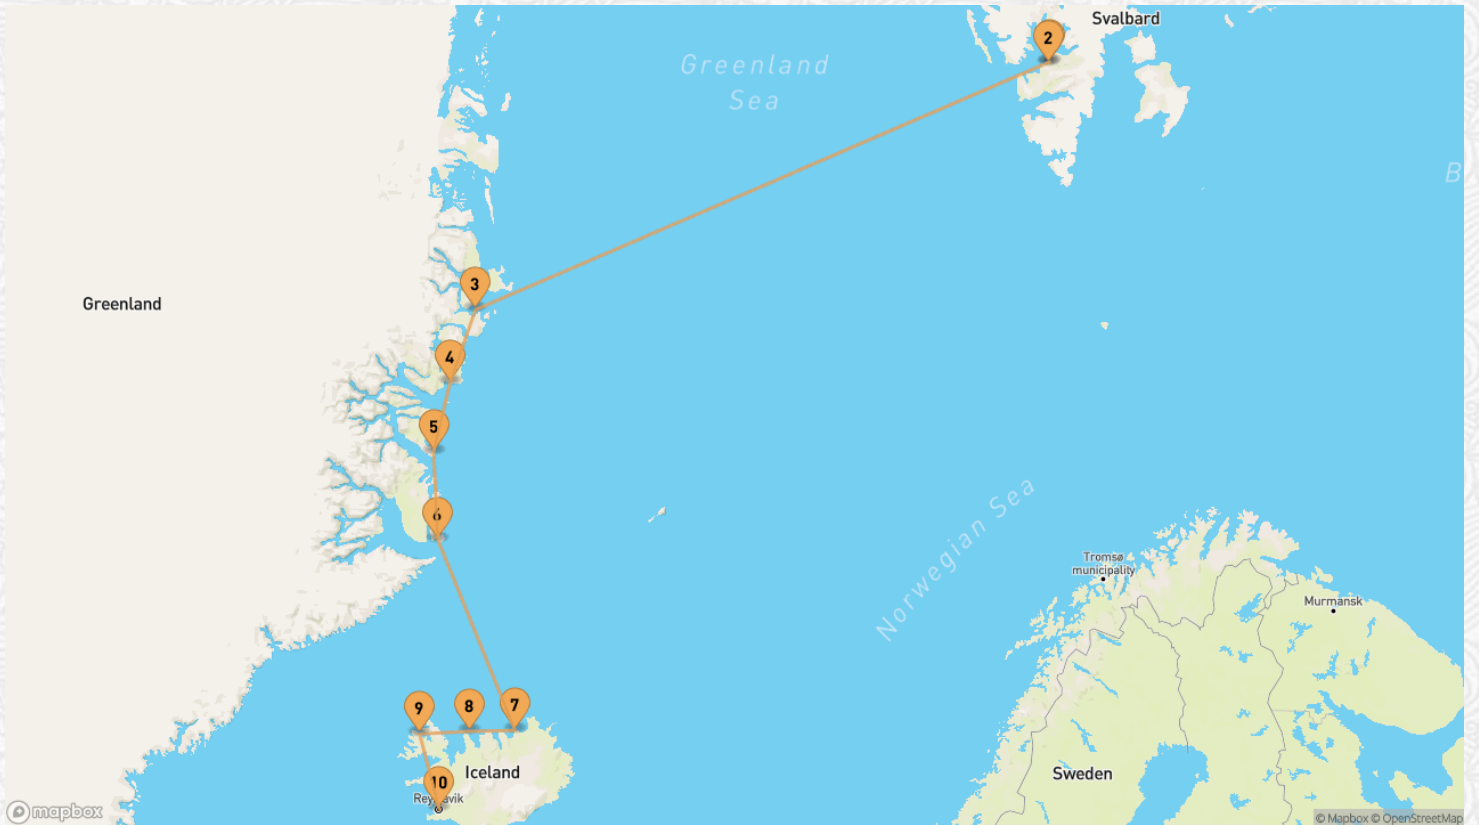 Svalbard
2
Greenland
Sea
B
3
Greenland
4
5
6
Norwegian Sea
Tromsø
municipality
Murmansk
9
8
7
Iceland
10
Sweden
mapbox
© Mapbox © OpenStreetMap